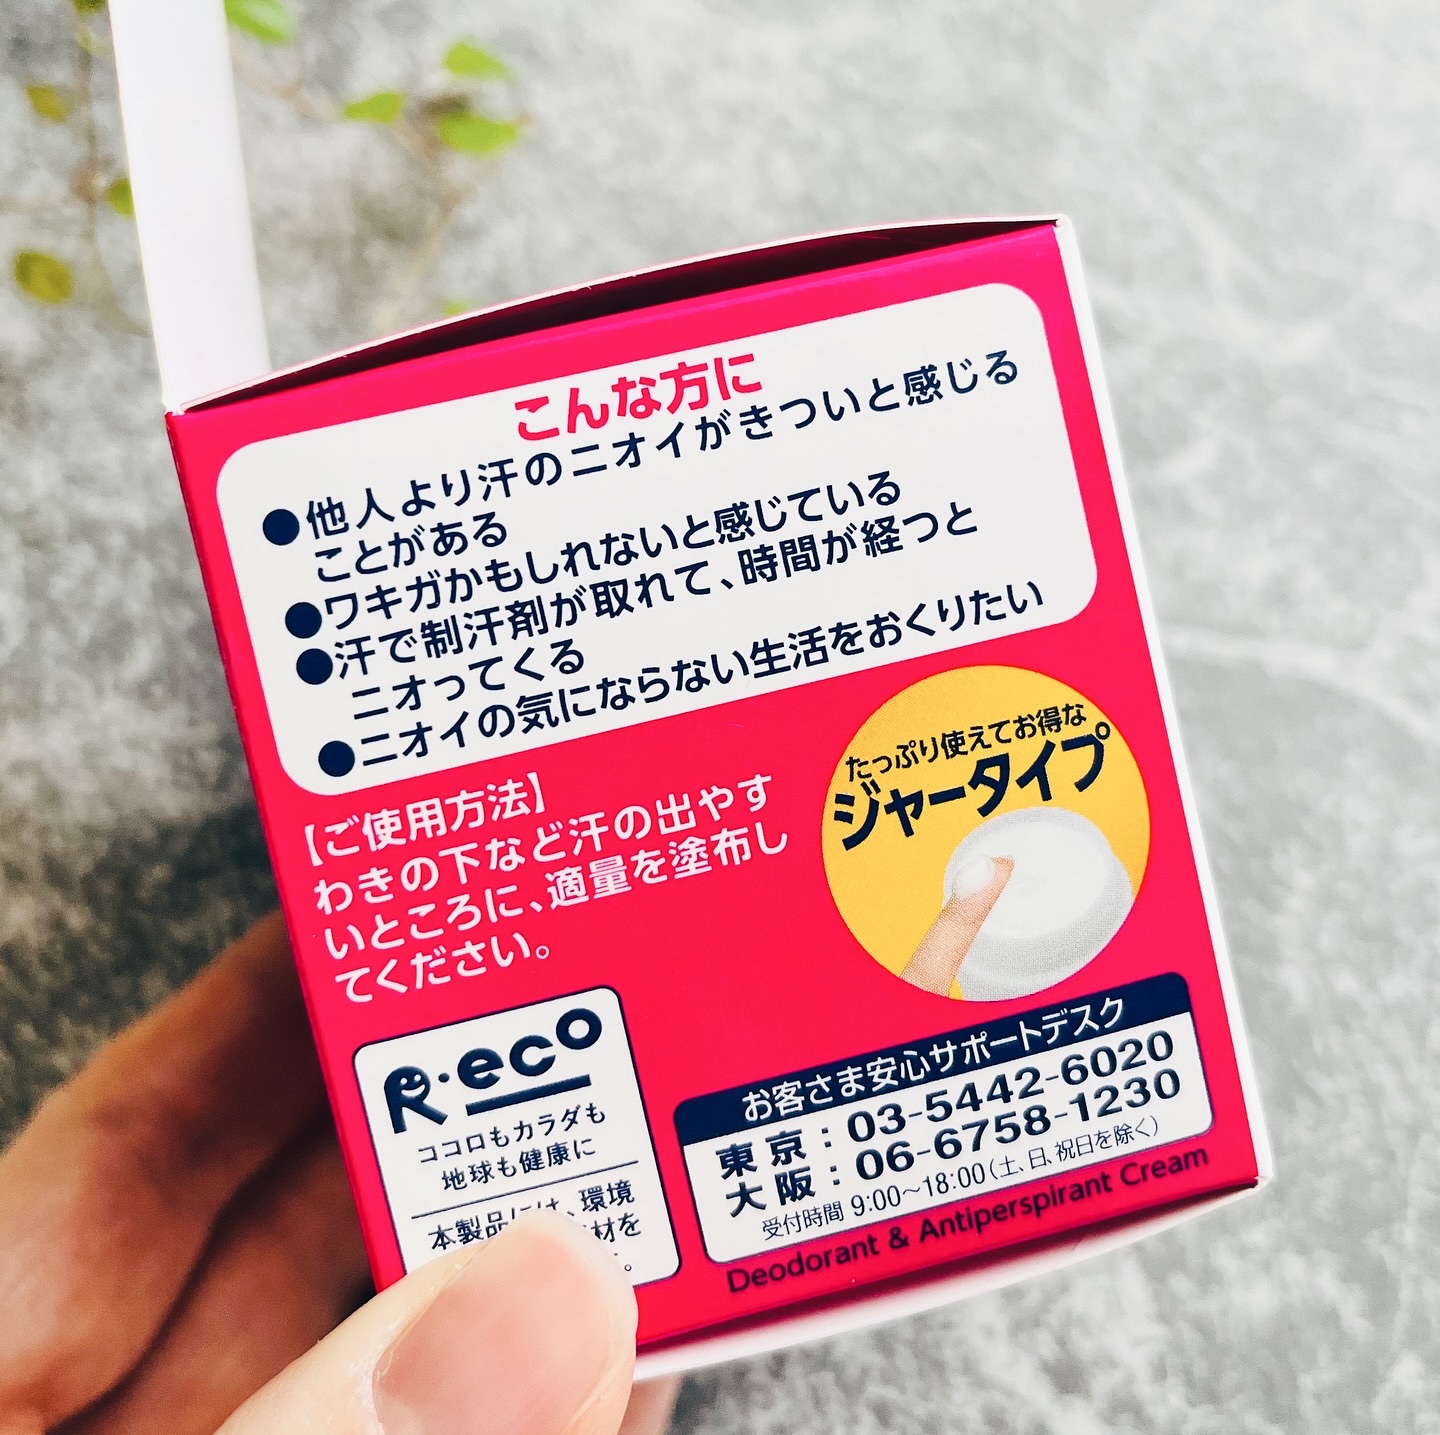 こんな方に
●他人より汗のニオイがきついと感じる
ことがある
●ワキガかもしれないと感じている
●汗で制汗剤が取れて、時間が経つと
ニオってくる
●ニオイの気にならない生活をおくりたい
【ご使用方法】
わきの下など汗の出やす
いところに、適量を塗布し
てください。
たっぷり使えてお得な
ジャータイプ
R・eco
ココロもカラダも
地球も健康に
本製品には、環境
材を
。
お客さま安心サポートデスク
東京：03-5442-6020
大阪：06-6758-1230
受付時間 9:00～18:00（土、日、祝日を除く）
Deodorant & Antiperspirant Cream